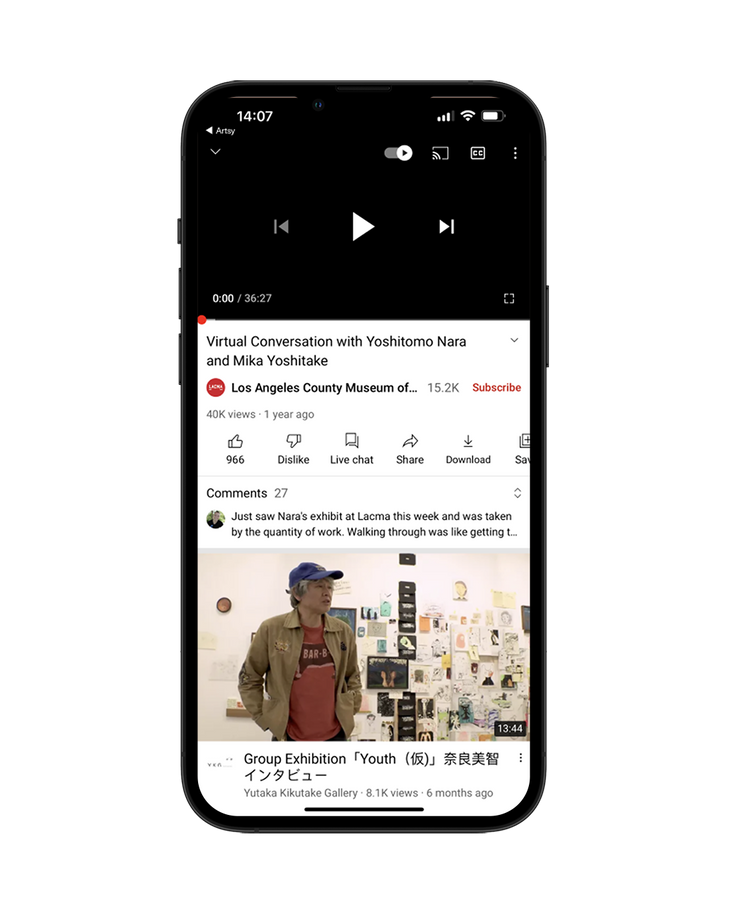 14:07
Artsy
CC
0:00 / 36:27
Virtual Conversation with Yoshitomo Nara
and Mika Yoshitake
LACMA
Los Angeles County Museum of... 15.2K Subscribe
40K views · 1 year ago
966 Dislike Live chat Share Download Sav
Comments 27
Just saw Nara's exhibit at Lacma this week and was taken
by the quantity of work. Walking through was like getting t...
BAR-B
13:44
Group Exhibition「Youth（仮)」奈良美智
インタビュー
Yutaka Kikutake Gallery · 8.1K views · 6 months ago